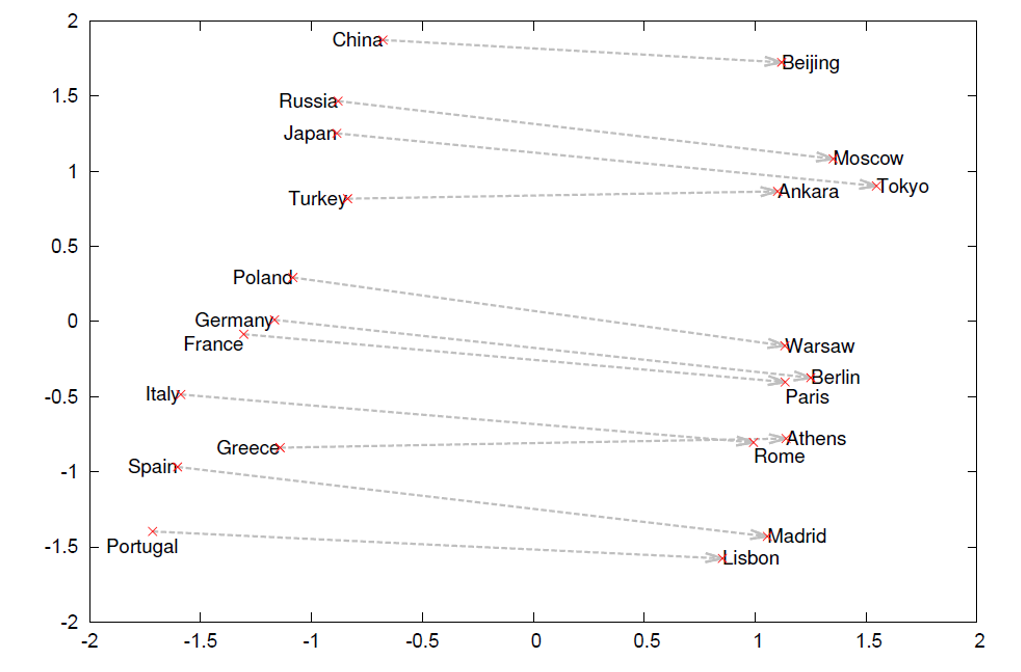 2
China
Beijing
1.5
Russia
Japan
Moscow
1
Tokyo
Turkey
Ankara
0.5
Poland
0
Germany
France
Warsaw
Berlin
-0.5
Italy
Paris
Greece
Athens
Rome
-1
Spain
Madrid
-1.5
Portugal
Lisbon
-2
-2 -1.5 -1 -0.5 0 0.5 1 1.5 2